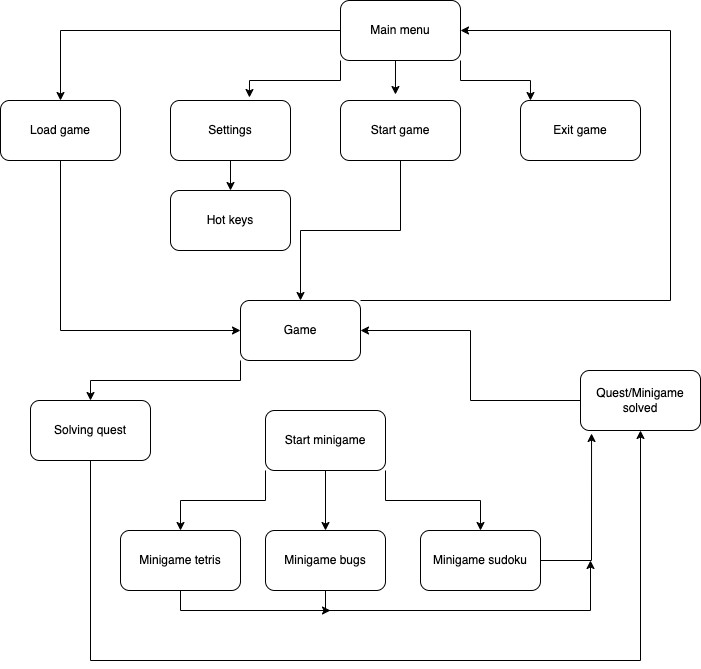 Main menu
Load game
Settings
Start game
Exit game
Hot keys
Game
Quest/Minigame
solved
Solving quest
Start minigame
Minigame tetris
Minigame bugs
Minigame sudoku